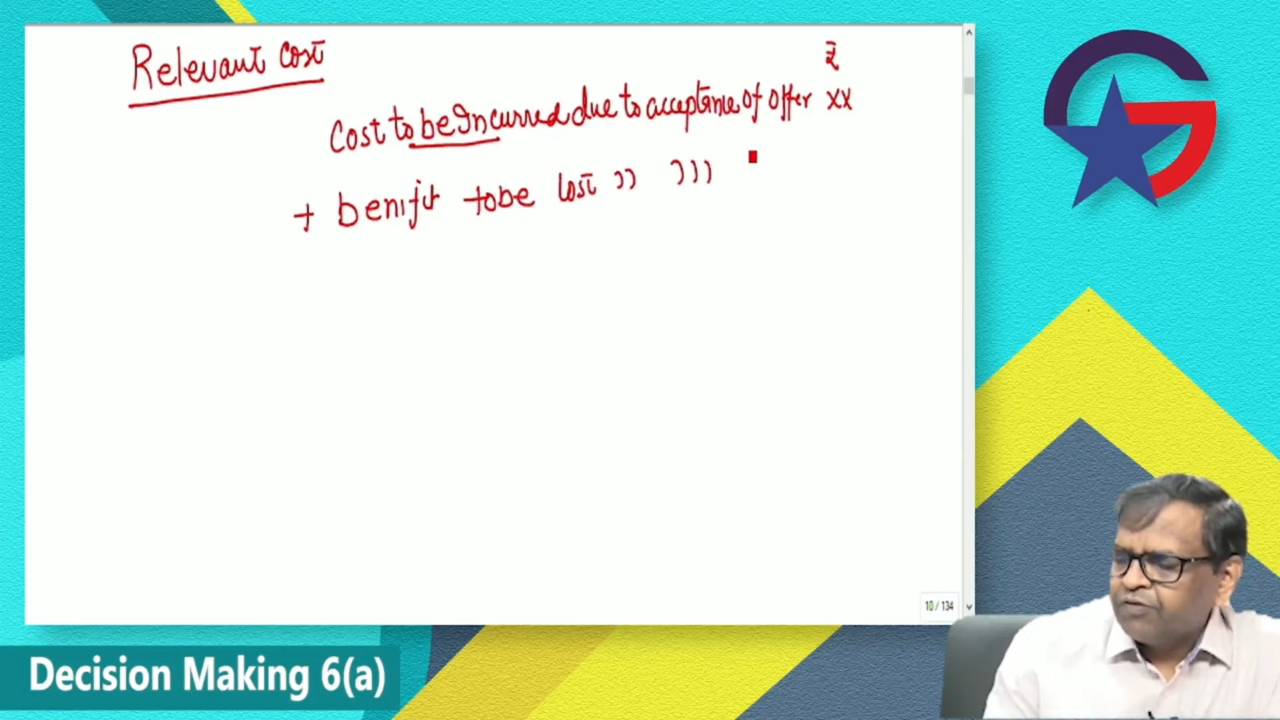 Relevant Cost
₹
Cost to be Incurred due to acceptance of offer xx
+ benifit to be lost ,, ,,,
10 / 134
Decision Making 6(a)